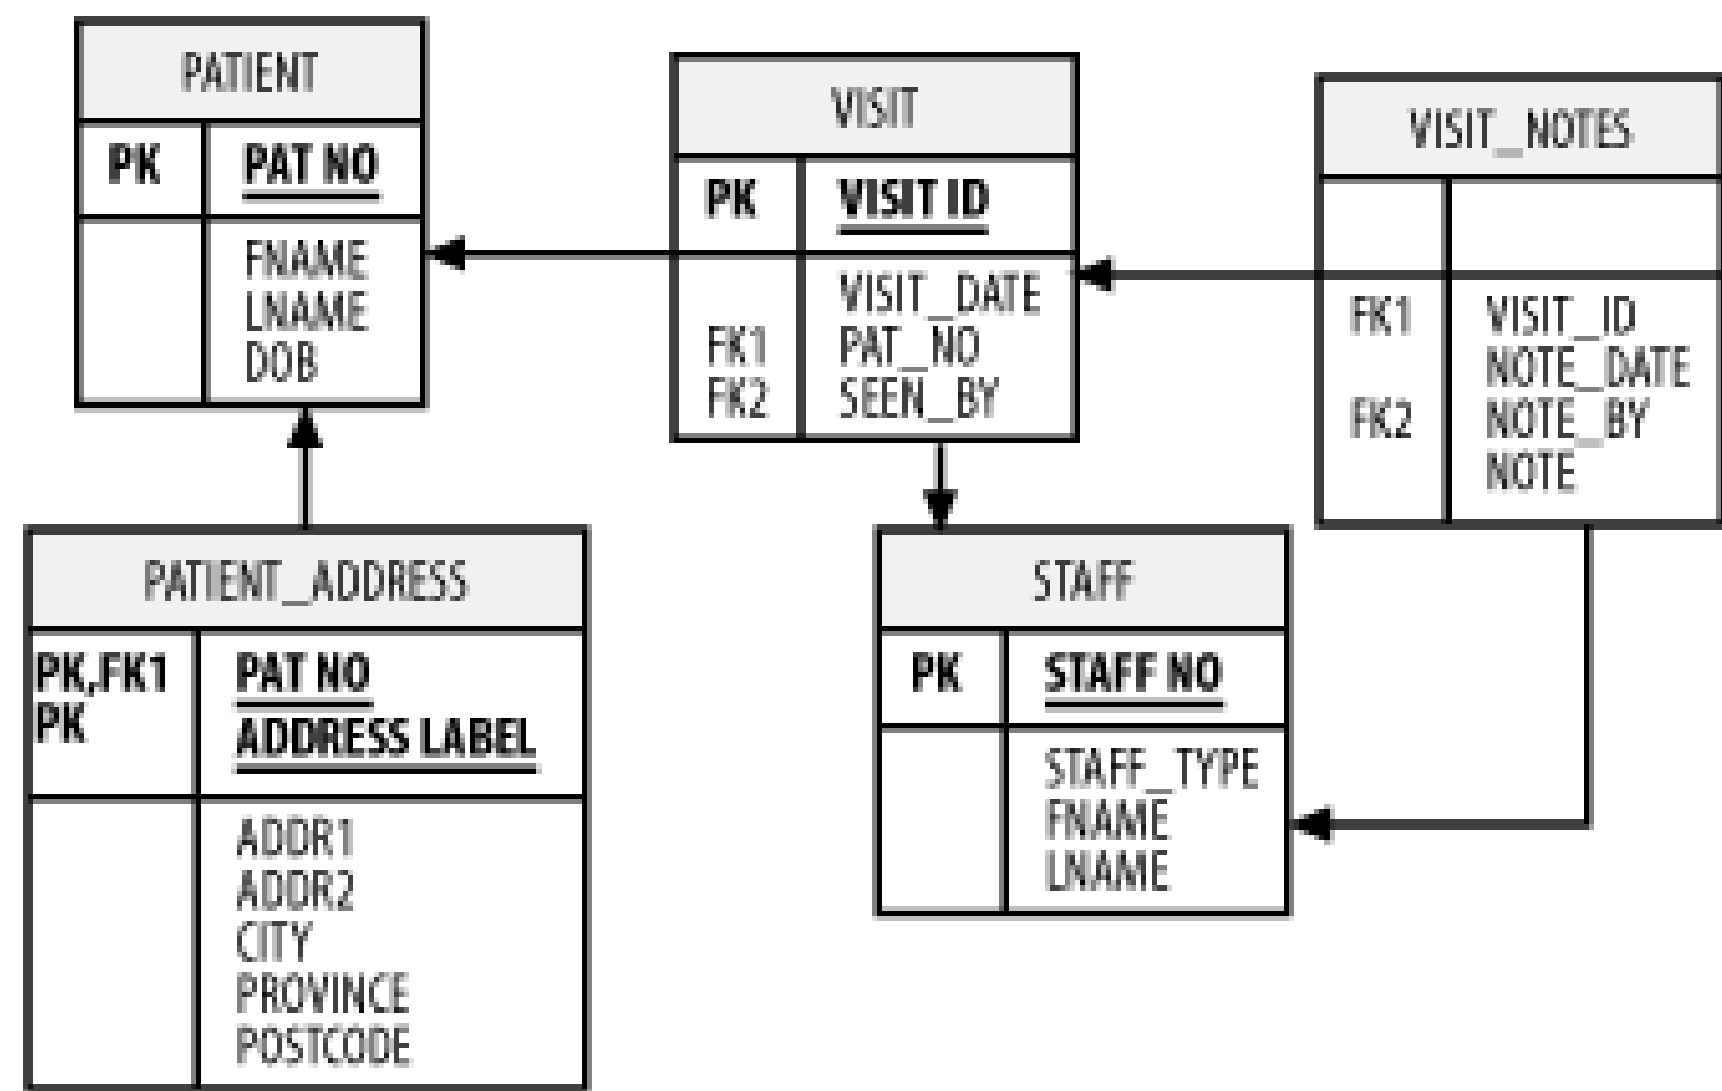 PATIENT
PK PAT NO
FNAME
LNAME
DOB
VISIT
PK VISIT ID
VISIT_DATE
FK1 PAT_NO
FK2 SEEN_BY
VISIT_NOTES
FK1 VISIT_ID
NOTE_DATE
FK2 NOTE_BY
NOTE
PATIENT_ADDRESS
PK,FK1 PAT NO
PK ADDRESS LABEL
ADDR1
ADDR2
CITY
PROVINCE
POSTCODE
STAFF
PK STAFF NO
STAFF_TYPE
FNAME
LNAME